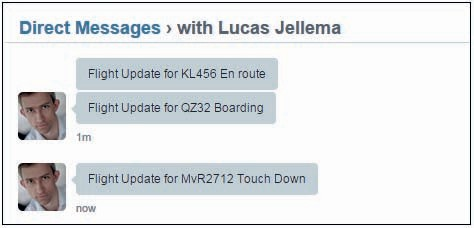 Direct Messages › with Lucas Jellema
Flight Update for KL456 En route
Flight Update for QZ32 Boarding
1m
Flight Update for MvR2712 Touch Down
now